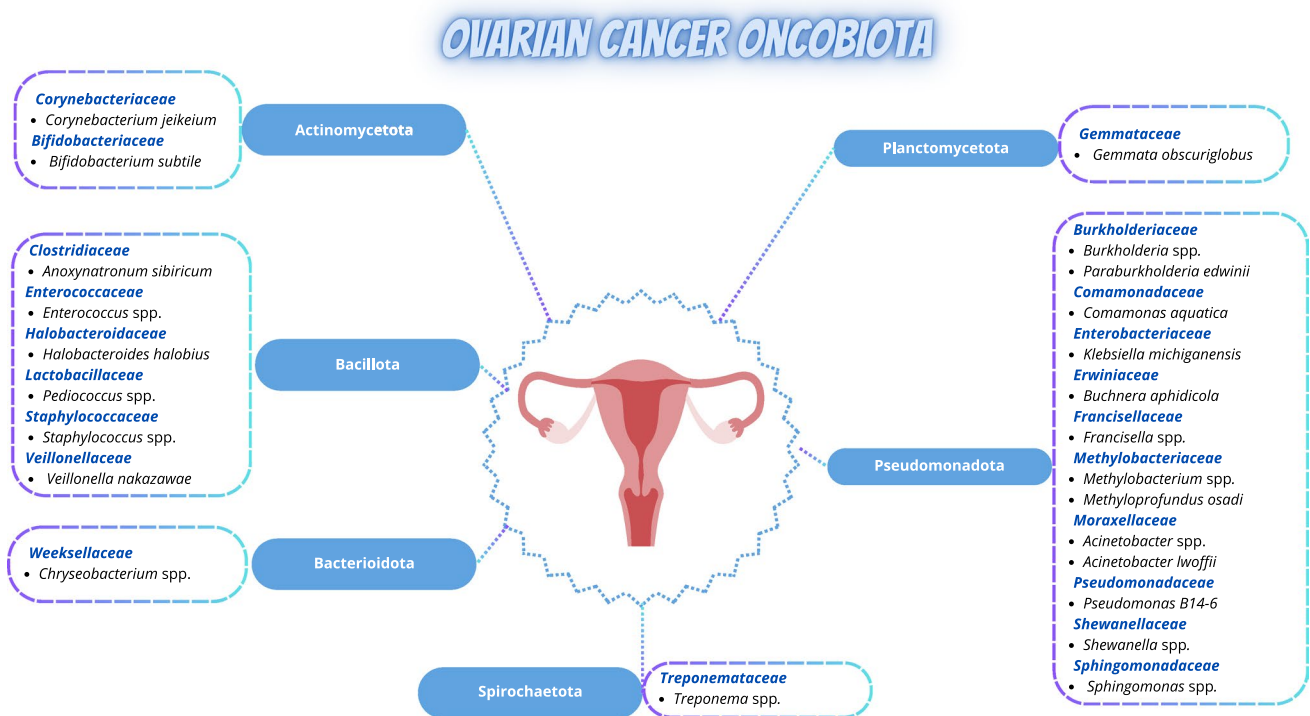 OVARIAN CANCER ONCOBIOTA
Actinomycetota
Corynebacteriaceae
• Corynebacterium jeikeium
Bifidobacteriaceae
• Bifidobacterium subtile
Bacillota
Clostridiaceae
• Anoxynatronum sibiricum
Enterococcaceae
• Enterococcus spp.
Halobacteroidaceae
• Halobacteroides halobius
Lactobacillaceae
• Pediococcus spp.
Staphylococcaceae
• Staphylococcus spp.
Veillonellaceae
• Veillonella nakazawae
Bacterioidota
Weeksellaceae
• Chryseobacterium spp.
Spirochaetota
Treponemataceae
• Treponema spp.
Planctomycetota
Gemmataceae
• Gemmata obscuriglobus
Pseudomonadota
Burkholderiaceae
• Burkholderia spp.
• Paraburkholderia edwinii
Comamonadaceae
• Comamonas aquatica
Enterobacteriaceae
• Klebsiella michiganensis
Erwiniaceae
• Buchnera aphidicola
Francisellaceae
• Francisella spp.
Methylobacteriaceae
• Methylobacterium spp.
• Methyloprofundus osadi
Moraxellaceae
• Acinetobacter spp.
• Acinetobacter lwoffii
Pseudomonadaceae
• Pseudomonas B14-6
Shewanellaceae
• Shewanella spp.
Sphingomonadaceae
• Sphingomonas spp.